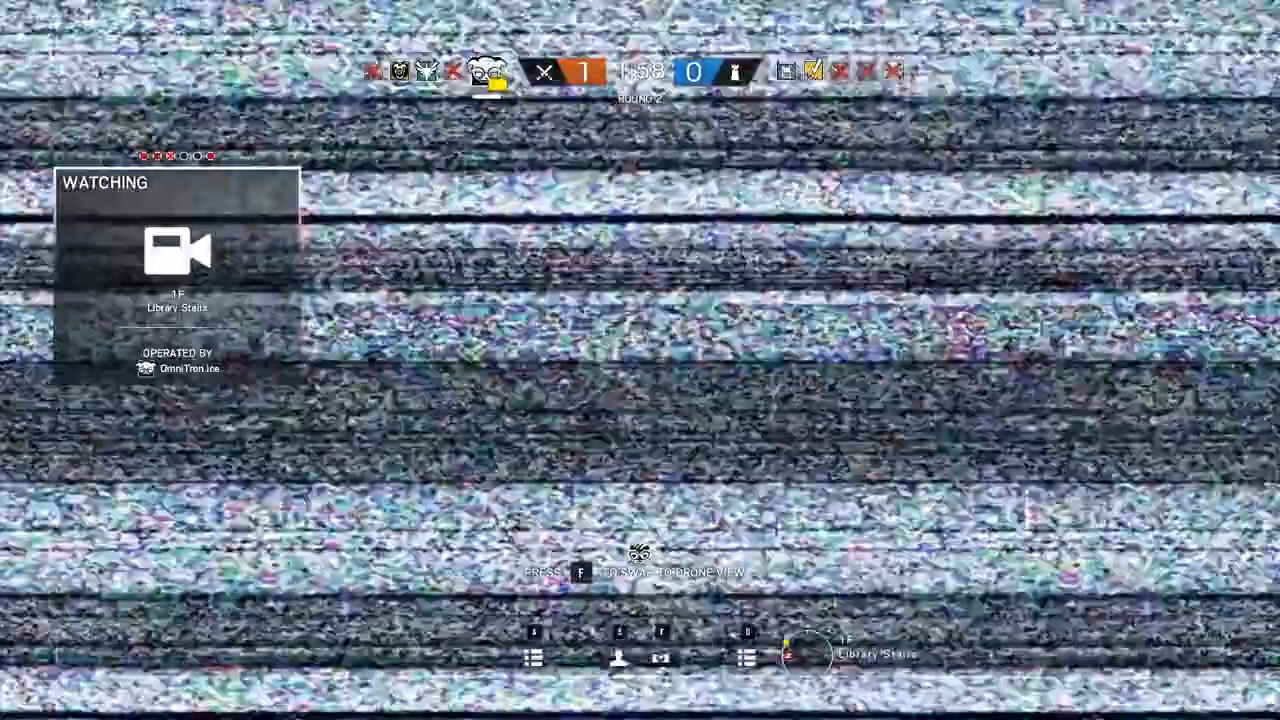 1 1:58 0
ROUND 2
WATCHING
1F
Library Stairs
OPERATED BY
OmniTron.Ice
PRESS F TO SWAP TO DRONE VIEW
1F
Library Stairs